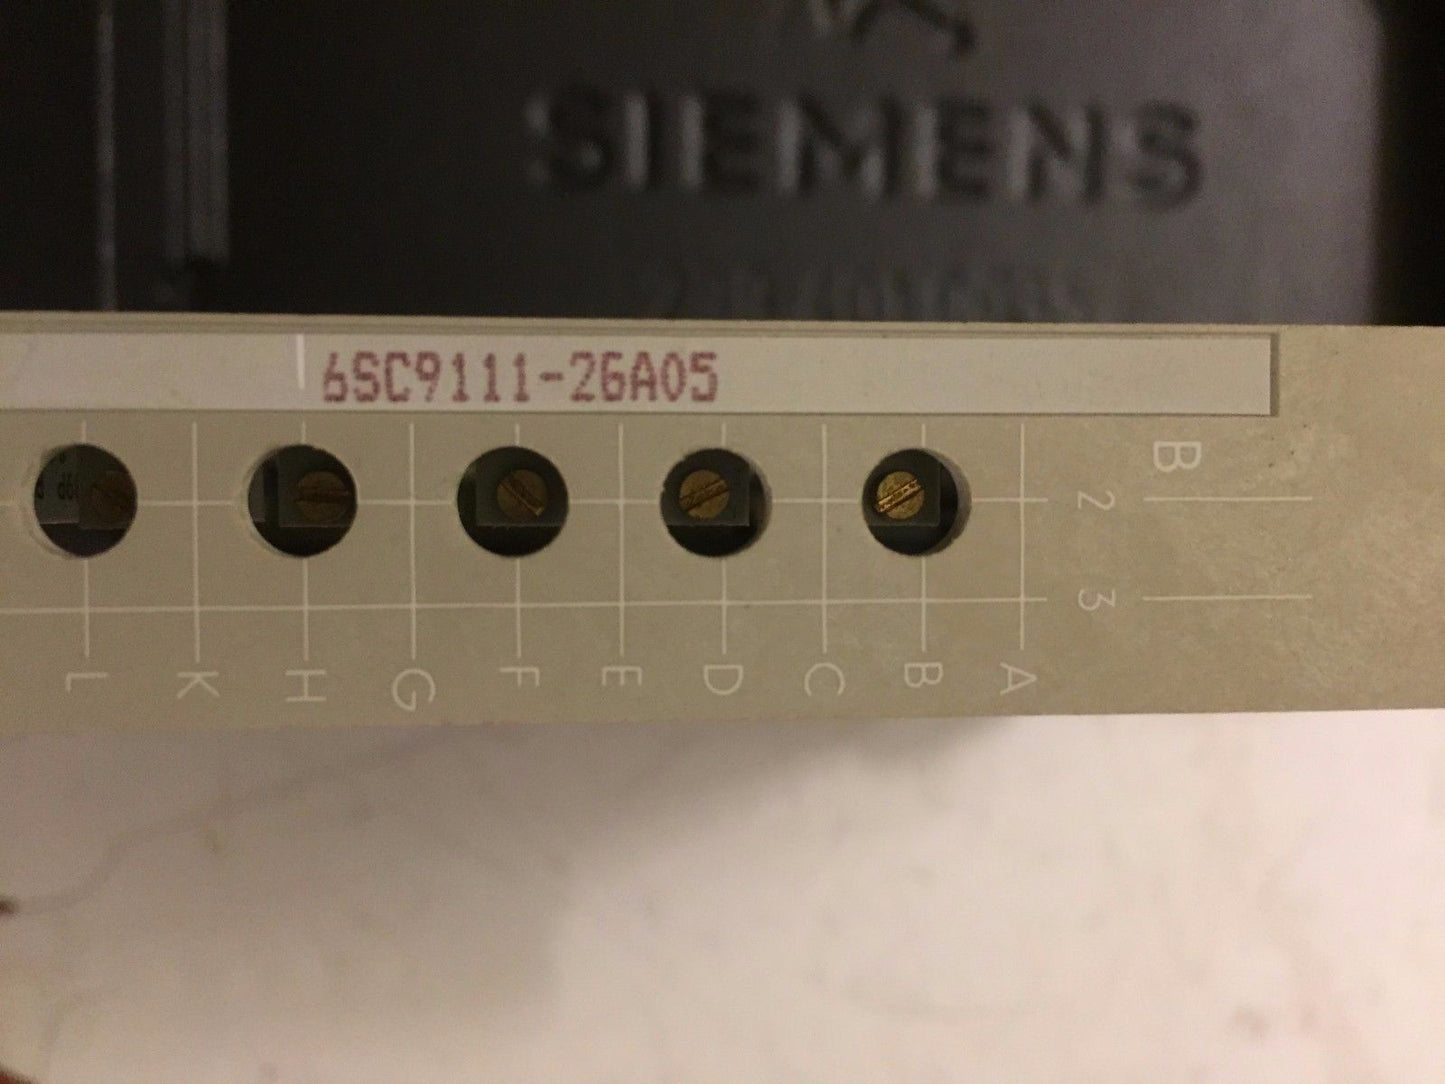 SIEMENS
6SC9111-2GA05
B
2
3
L K H G F E D C B A